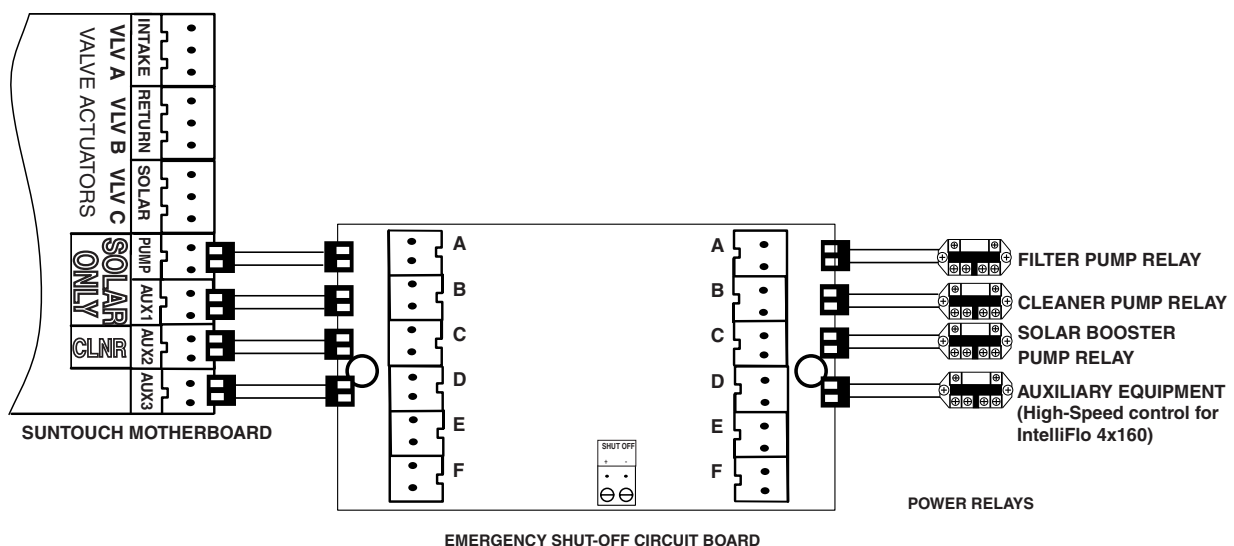 INTAKE
RETURN
SOLAR
PUMP
AUX1
AUX2
AUX3
VLV A VLV B VLV C
VALVE ACTUATORS
SOLAR
ONLY
CLNR
SUNTOUCH MOTHERBOARD
A
B
C
D
E
F
SHUT OFF
+ -
A
B
C
D
E
F
FILTER PUMP RELAY
CLEANER PUMP RELAY
SOLAR BOOSTER
PUMP RELAY
AUXILIARY EQUIPMENT
(High-Speed control for
IntelliFlo 4x160)
POWER RELAYS
EMERGENCY SHUT-OFF CIRCUIT BOARD